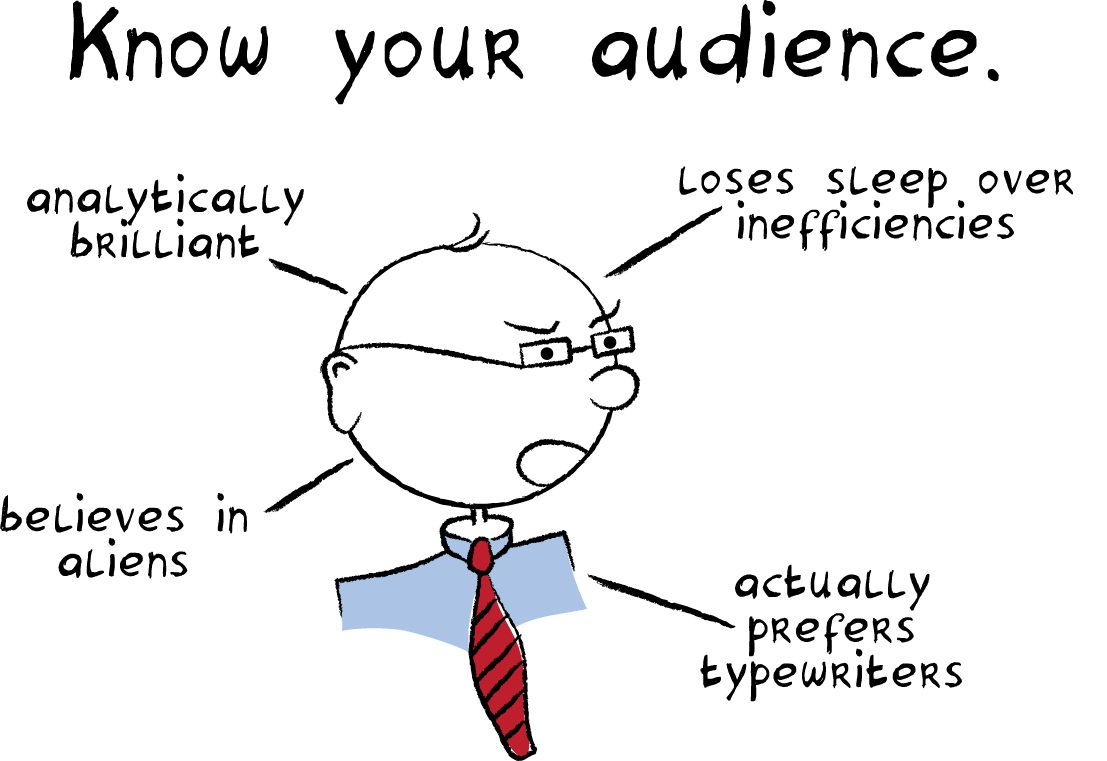 Know your audience.
analytically
brilliant
loses sleep over
inefficiencies
believes in
aliens
actually
prefers
typewriters